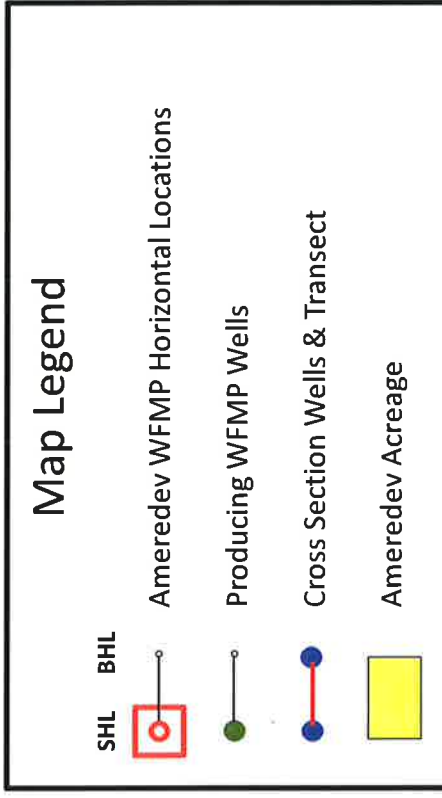 Map Legend
SHL BHL
Ameredev WFMP Horizontal Locations
Producing WFMP Wells
Cross Section Wells & Transect
Ameredev Acreage